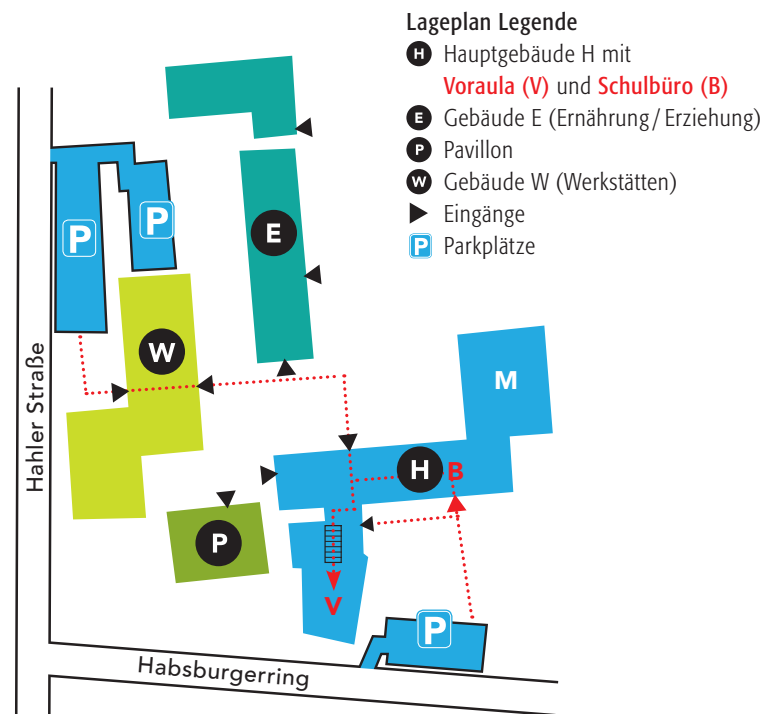 Lageplan Legende
H Hauptgebäude H mit
Voraula (V) und Schulbüro (B)
E Gebäude E (Ernährung / Erziehung)
P Pavillon
W Gebäude W (Werkstätten)
Eingänge
P Parkplätze
P
P
E
W
M
H
B
P
V
P
Hahler Straße
Habsburgerring